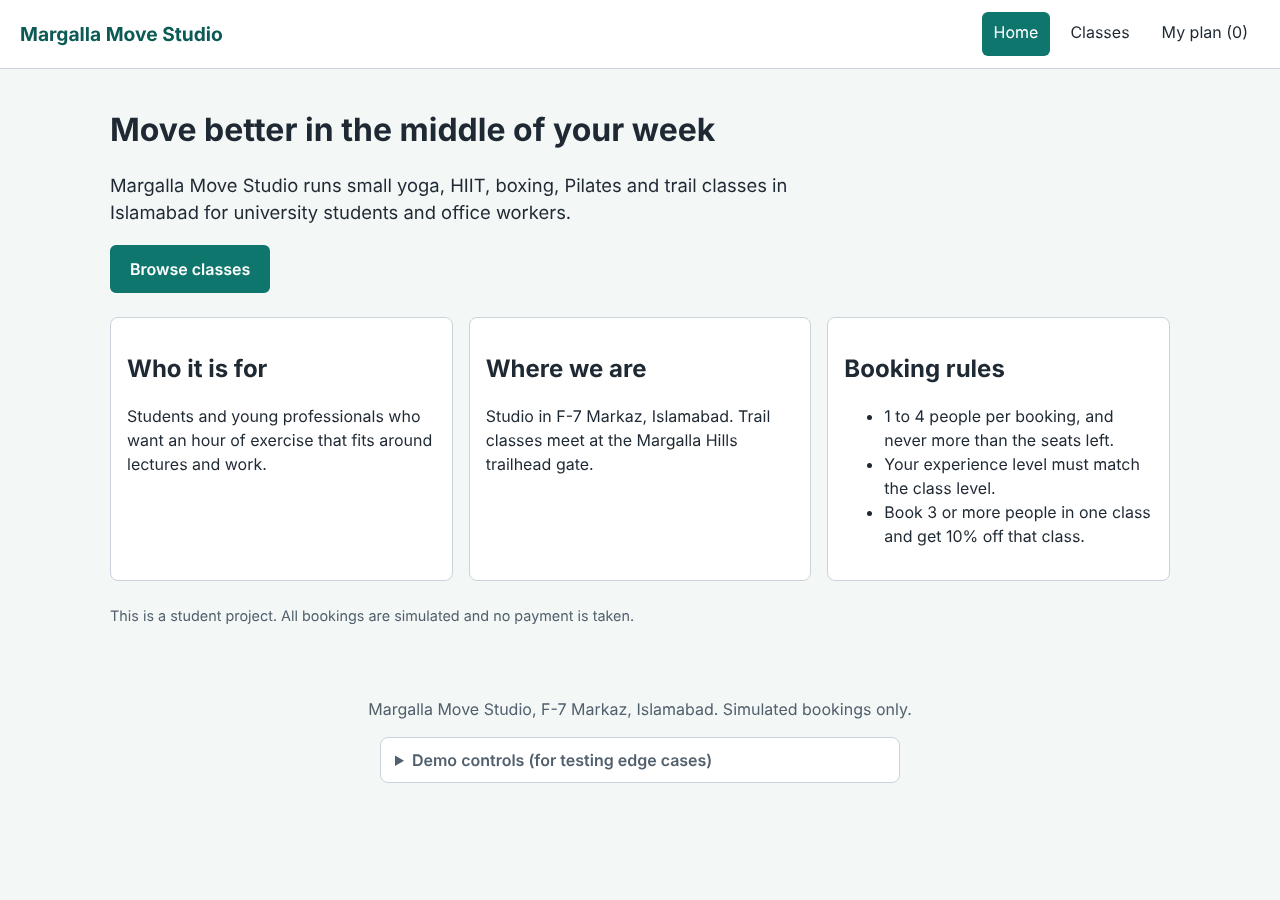 Margalla Move Studio
Home
Classes
My plan (0)
Move better in the middle of your week
Margalla Move Studio runs small yoga, HIIT, boxing, Pilates and trail classes in
Islamabad for university students and office workers.
Browse classes
Who it is for
Students and young professionals who
want an hour of exercise that fits around
lectures and work.
Where we are
Studio in F-7 Markaz, Islamabad. Trail
classes meet at the Margalla Hills
trailhead gate.
Booking rules
1 to 4 people per booking, and
never more than the seats left.
Your experience level must match
the class level.
Book 3 or more people in one class
and get 10% off that class.
This is a student project. All bookings are simulated and no payment is taken.
Margalla Move Studio, F-7 Markaz, Islamabad. Simulated bookings only.
Demo controls (for testing edge cases)